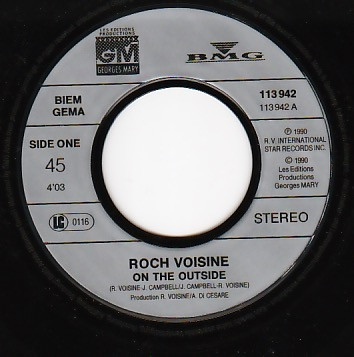 LES EDITIONS
PRODUCTIONS
GM
GEORGES MARY
BMG
BIEM
GEMA
113 942
113 942 A
SIDE ONE
45
4'03
℗ 1990
R.V. INTERNATIONAL
STAR RECORDS INC.
© 1990
Les Editions
Productions
Georges MARY
LC 0116
STEREO
ROCH VOISINE
ON THE OUTSIDE
(R. VOISINE-J. CAMPBELL/J. CAMPBELL-R. VOISINE)
Production R. VOISINE/A. DI CESARE